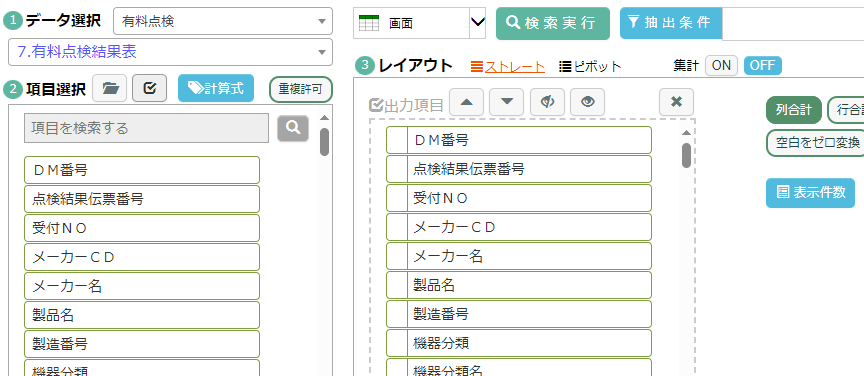 1 データ選択 有料点検
7.有料点検結果表
2 項目選択 計算式 重複許可
項目を検索する
ＤＭ番号
点検結果伝票番号
受付ＮＯ
メーカーＣＤ
メーカー名
製品名
製造番号
機器分類
画面 検索実行 抽出条件
3 レイアウト ストレート ピボット 集計 ON OFF
出力項目
ＤＭ番号
点検結果伝票番号
受付ＮＯ
メーカーＣＤ
メーカー名
製品名
製造番号
機器分類
機器分類名
列合計 行合計
空白をゼロ変換
表示件数